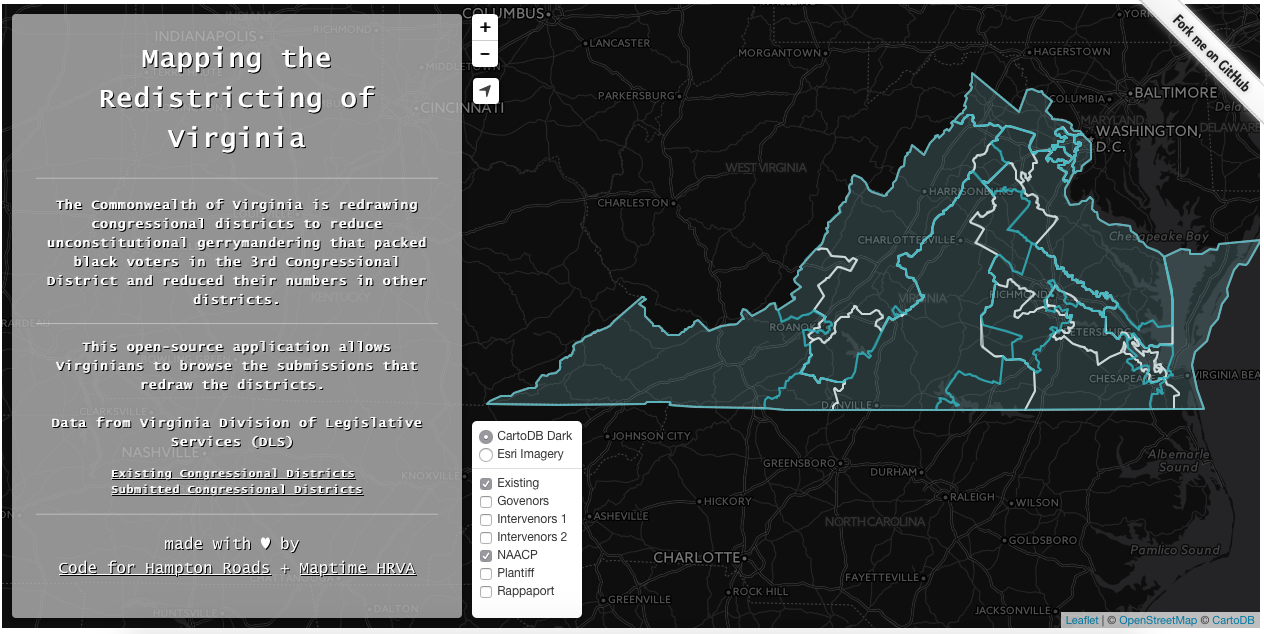 Mapping the
Redistricting of
Virginia
The Commonwealth of Virginia is redrawing
congressional districts to reduce
unconstitutional gerrymandering that packed
black voters in the 3rd Congressional
District and reduced their numbers in other
districts.
This open-source application allows
Virginians to browse the submissions that
redraw the districts.
Data from Virginia Division of Legislative
Services (DLS)
Existing Congressional Districts
Submitted Congressional Districts
made with ♥ by
Code for Hampton Roads + Maptime HRVA
INDIANAPOLIS
RICHMOND
CINCINNATI
KENTUCKY
CLARKSVILLE
NASHVILLE
KNOXVILLE
HUNTSVILLE
DALTON
+
−
COLUMBUS
LANCASTER
MORGANTOWN
HAGERSTOWN
YORK
Fork me on GitHub
PARKERSBURG
COLUMBIA
BALTIMORE
MARYLAND
DELAWARE
WASHINGTON,
D.C.
WEST VIRGINIA
HARRISONBURG
CHARLESTON
CHARLOTTESVILLE
Chesapeake Bay
VIRGINIA
RICHMOND
ROANOK
PETERSBURG
CHESAPEAKE
VIRGINIA BEA
DANVILLE
CartoDB Dark
Esri Imagery
Existing
Govenors
Intervenors 1
Intervenors 2
NAACP
Plantiff
Rappaport
JOHNSON CITY
GREENSBORO
DURHAM
Albemarle
Sound
HICKORY
RALEIGH
WILSON
ASHEVILLE
NORTH CAROLINA
GOLDSBORO
CHARLOTTE
Pamlico Sound
FAYETTEVILLE
ROCK HILL
GREENVILLE
JACKSONVILLE
Leaflet | © OpenStreetMap © CartoDB